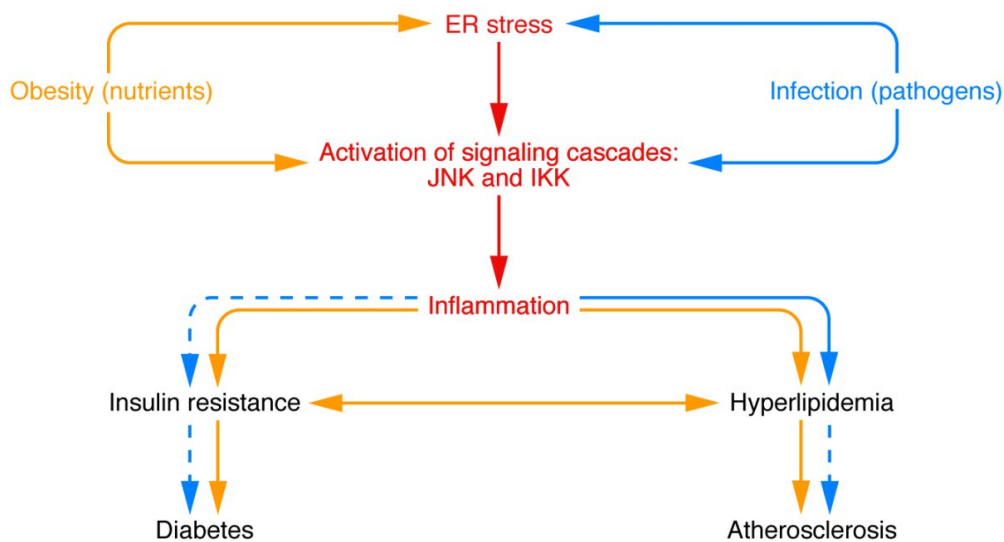 ER stress
Obesity (nutrients)
Infection (pathogens)
Activation of signaling cascades:
JNK and IKK
Inflammation
Insulin resistance
Hyperlipidemia
Diabetes
Atherosclerosis